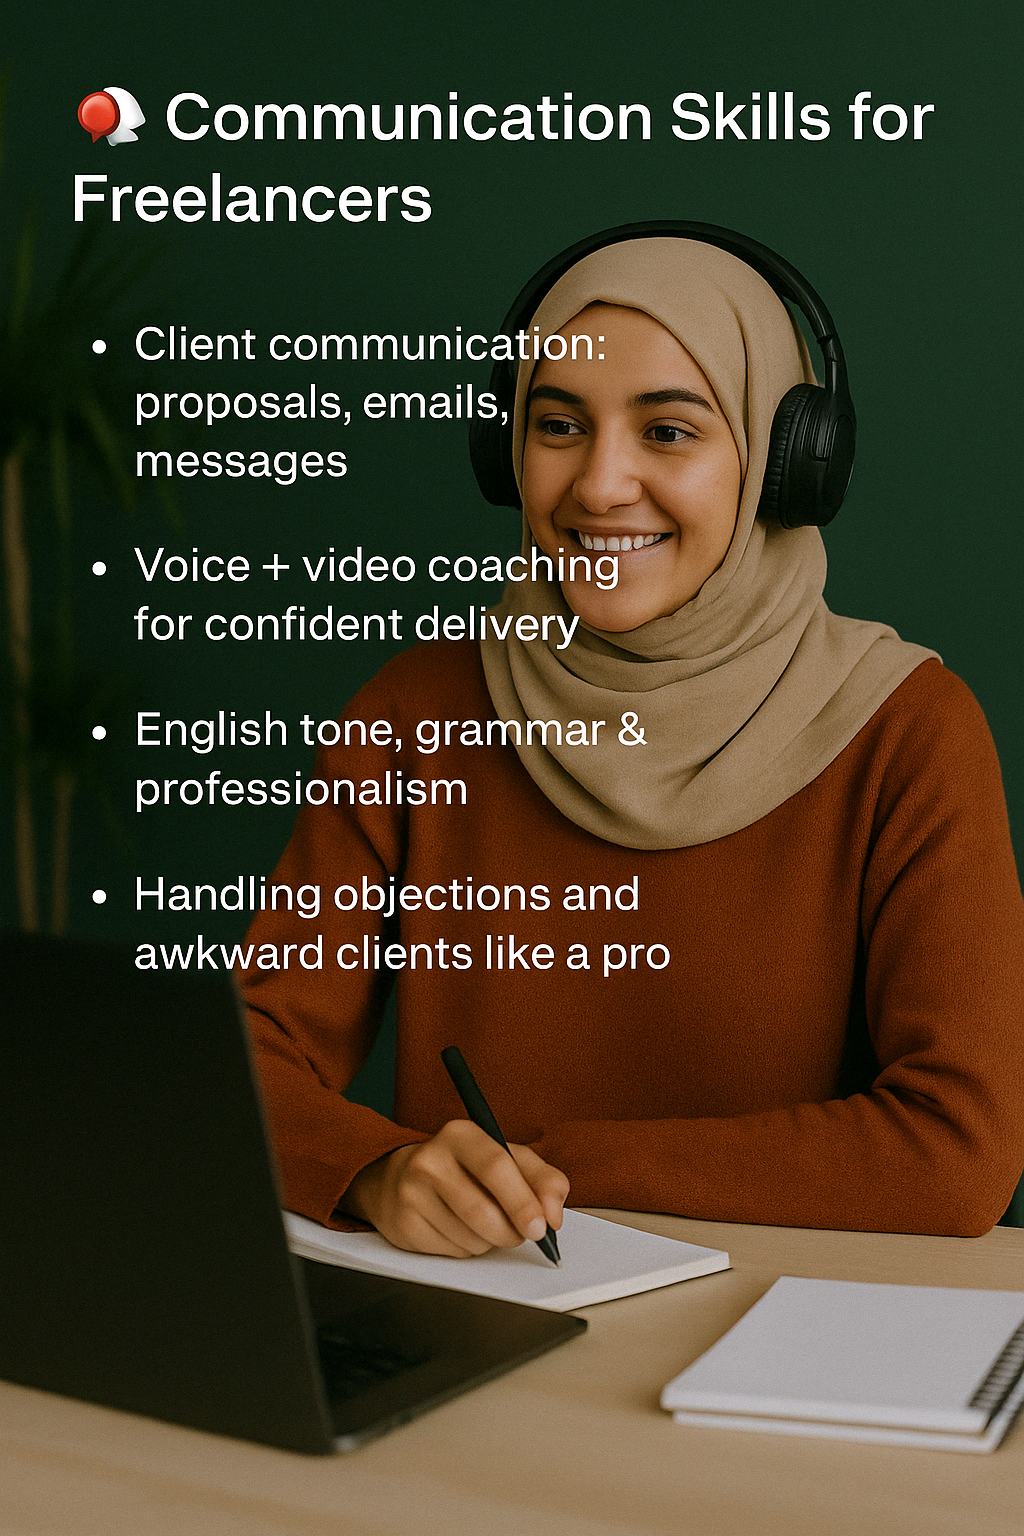 Communication Skills for
Freelancers
• Client communication:
proposals, emails,
messages
• Voice + video coaching
for confident delivery
• English tone, grammar &
professionalism
• Handling objections and
awkward clients like a pro